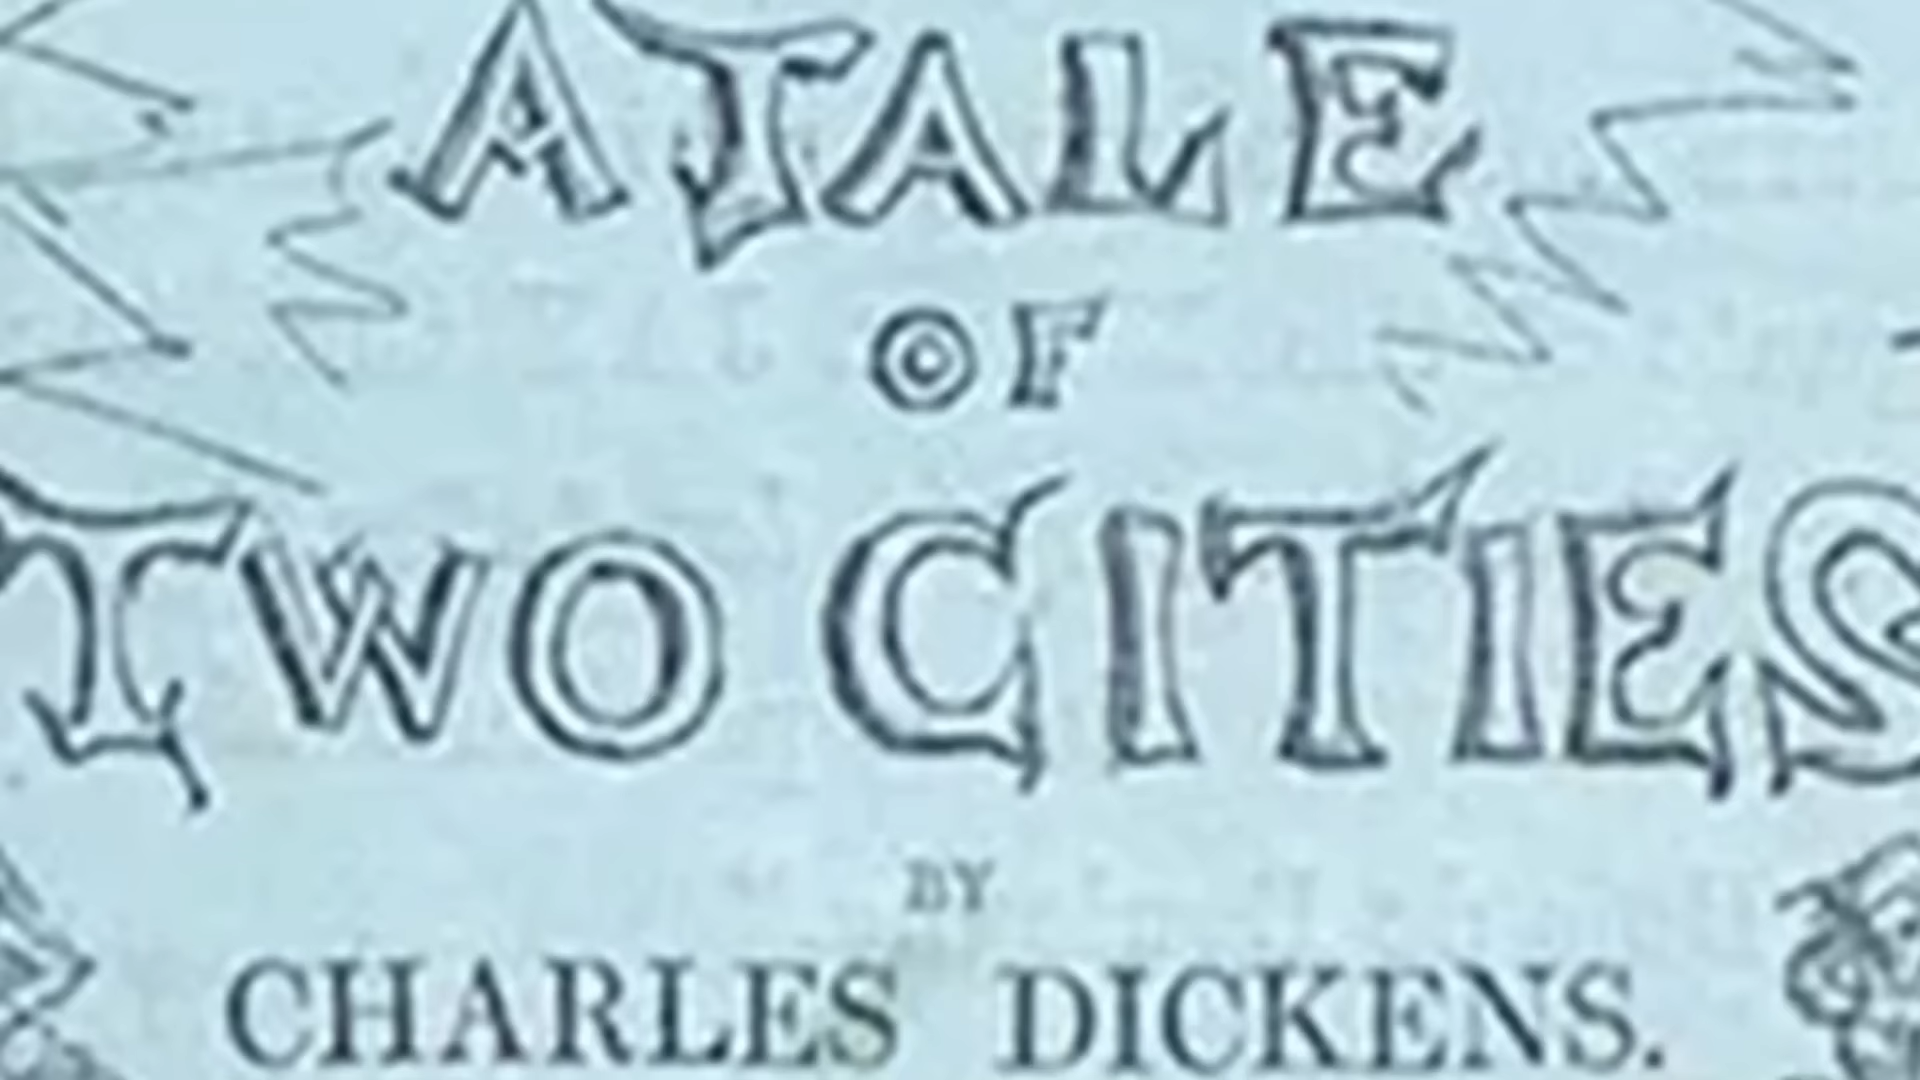 A TALE
OF
TWO CITIES
BY
CHARLES DICKENS.